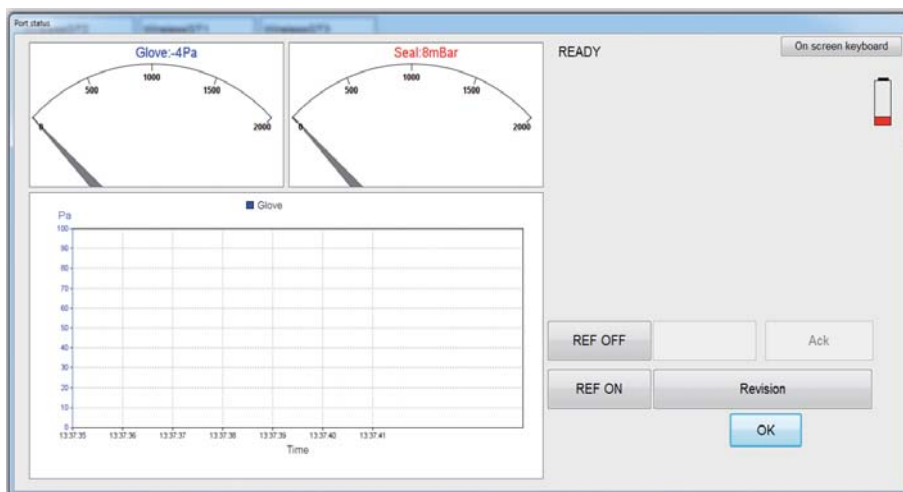 Port status
Glove:-4Pa
0
500
1000
1500
2000
Seal:8mBar
0
500
1000
1500
2000
READY
On screen keyboard
Glove
Pa
100
90
80
70
60
50
40
30
20
10
0
13:37:35 13:37:36 13:37:37 13:37:38 13:37:39 13:37:40 13:37:41
Time
REF OFF
Ack
REF ON
Revision
OK